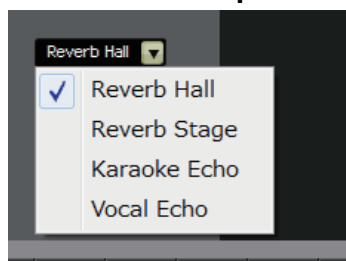 Reverb Hall
Reverb Hall
Reverb Stage
Karaoke Echo
Vocal Echo